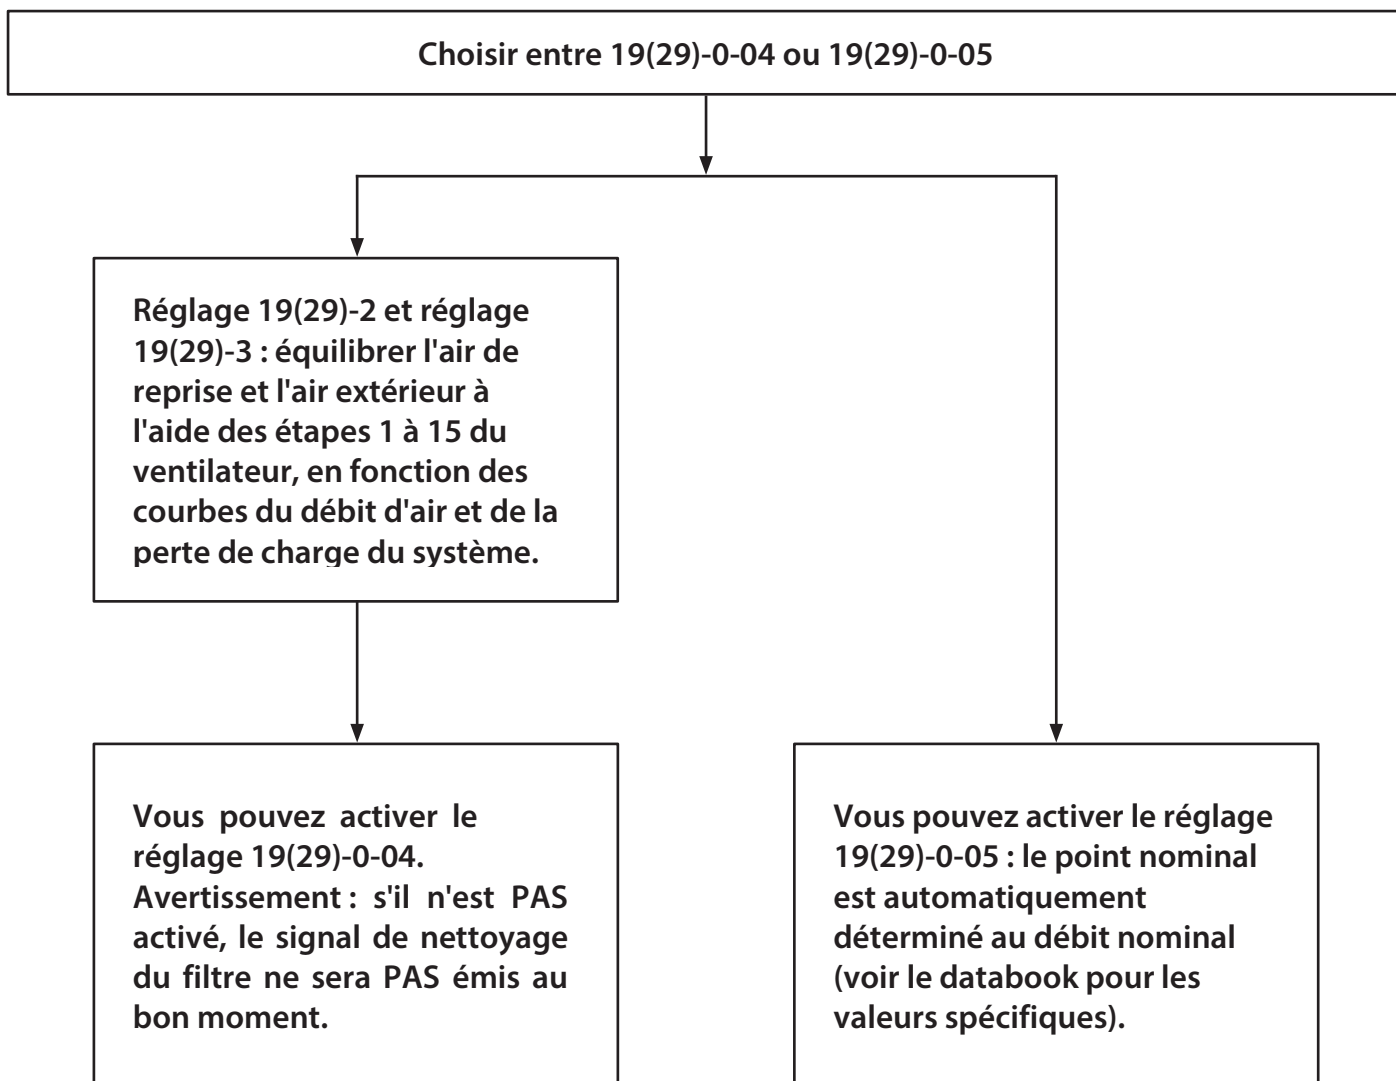 Choisir entre 19(29)-0-04 ou 19(29)-0-05
Réglage 19(29)-2 et réglage
19(29)-3 : équilibrer l'air de
reprise et l'air extérieur à
l'aide des étapes 1 à 15 du
ventilateur, en fonction des
courbes du débit d'air et de la
perte de charge du système.
Vous pouvez activer le
réglage 19(29)-0-04.
Avertissement : s'il n'est PAS
activé, le signal de nettoyage
du filtre ne sera PAS émis au
bon moment.
Vous pouvez activer le réglage
19(29)-0-05 : le point nominal
est automatiquement
déterminé au débit nominal
(voir le databook pour les
valeurs spécifiques).